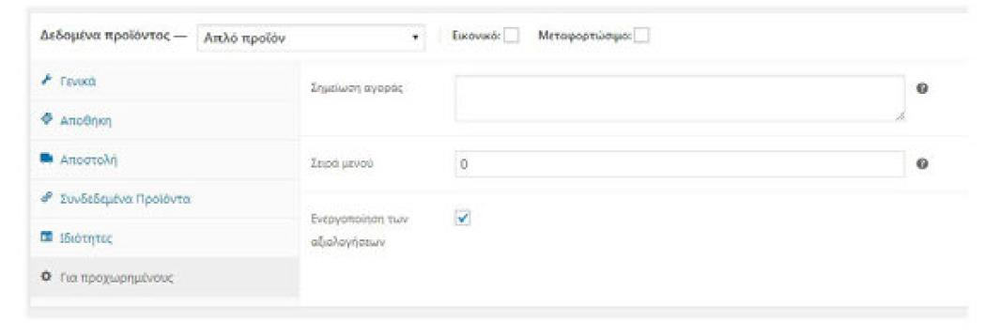 Δεδομένα προϊόντος — Απλό προϊόν Εικονικό: Μεταφορτώσιμο:
Γενικά
Αποθήκη
Αποστολή
Συνδεδεμένα Προϊόντα
Ιδιότητες
Για προχωρημένους
Σημείωση αγοράς
Σειρά μενού 0
Ενεργοποίηση των
αξιολογήσεων